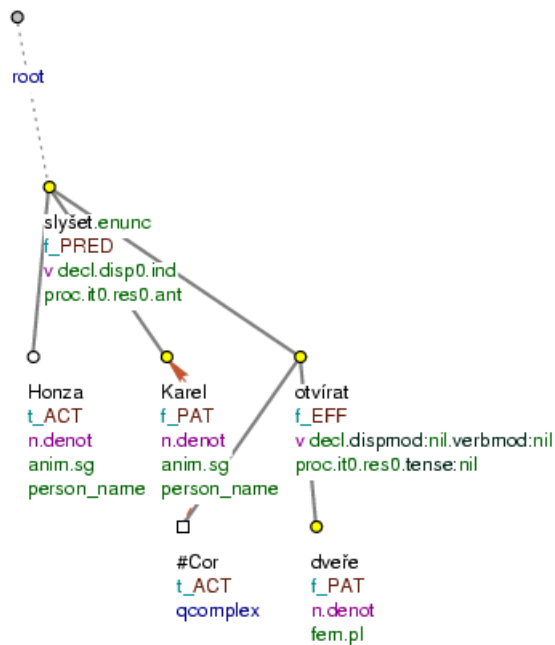 root
slyšet.enunc
f_PRED
v decl.disp0.ind
proc.it0.res0.ant
Honza
t_ACT
n.denot
anim.sg
person_name
Karel
f_PAT
n.denot
anim.sg
person_name
otvírat
f_EFF
v decl.dispmod:nil.verbmod:nil
proc.it0.res0.tense:nil
#Cor
t_ACT
qcomplex
dveře
f_PAT
n.denot
fem.pl